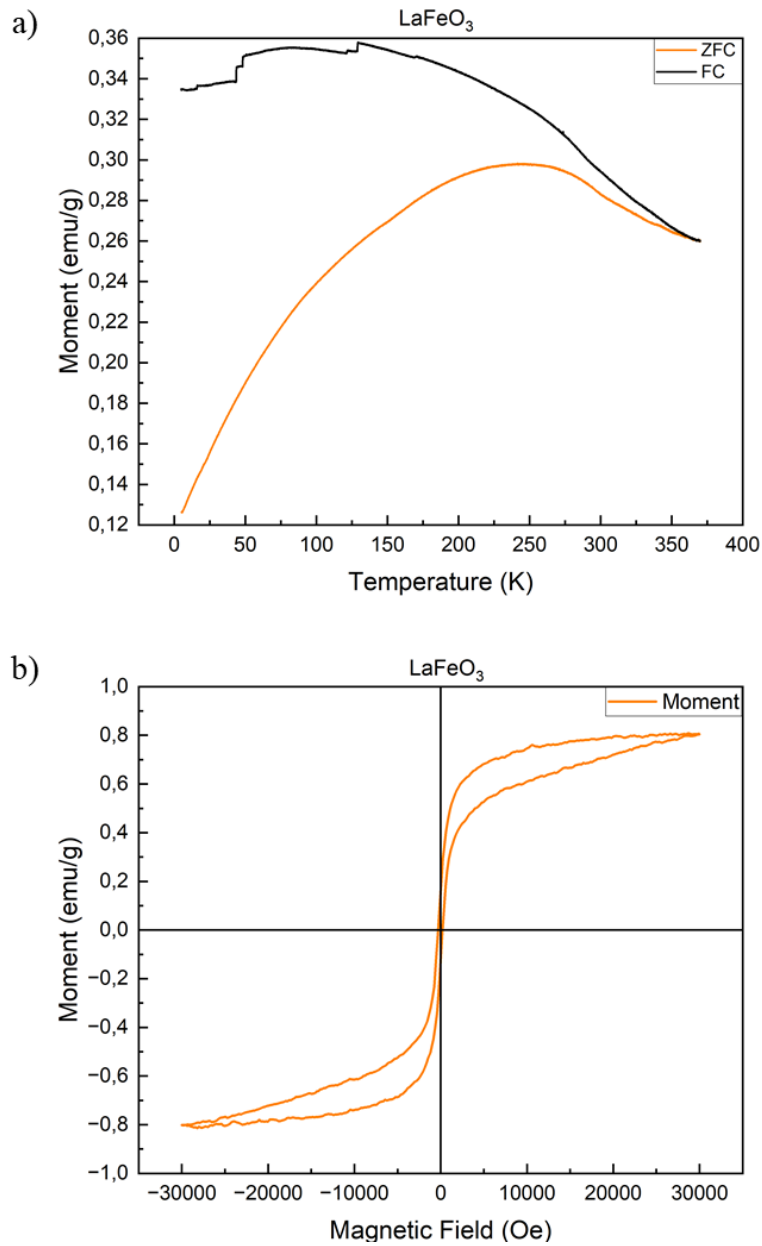 a)
LaFeO₃
ZFC
FC
0,36
0,34
0,32
0,30
0,28
0,26
0,24
0,22
0,20
0,18
0,16
0,14
0,12
Moment (emu/g)
0 50 100 150 200 250 300 350 400
Temperature (K)
b)
LaFeO₃
Moment
1,0
0,8
0,6
0,4
0,2
0,0
−0,2
−0,4
−0,6
−0,8
−1,0
Moment (emu/g)
−30000 −20000 −10000 0 10000 20000 30000
Magnetic Field (Oe)